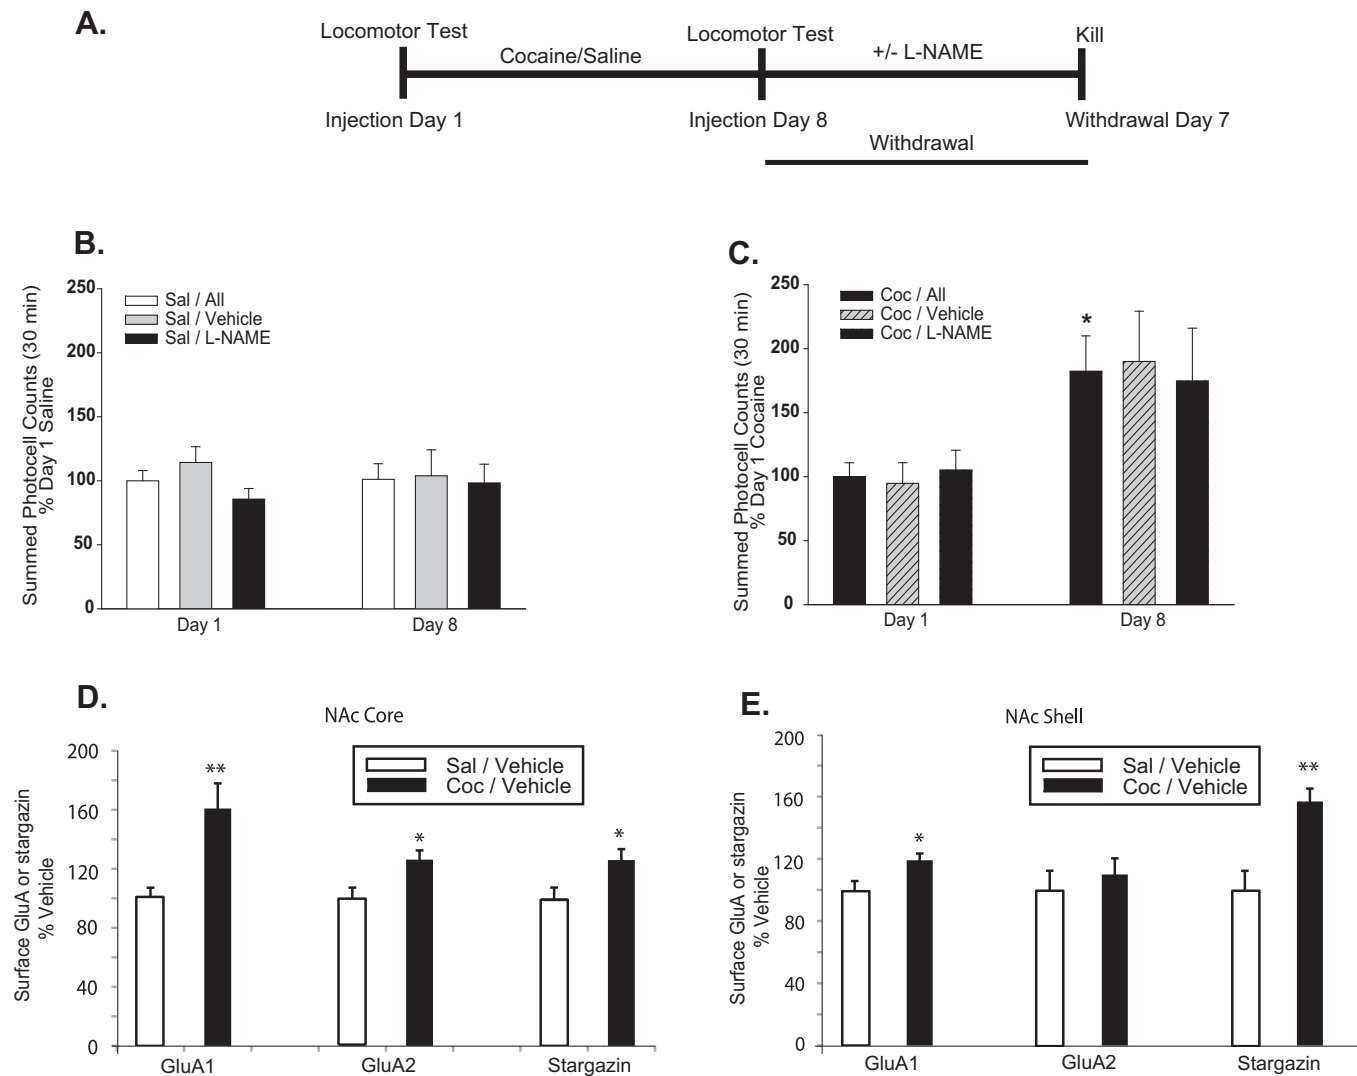 A.
Locomotor Test
Cocaine/Saline
Locomotor Test
+/- L-NAME
Kill
Injection Day 1
Injection Day 8
Withdrawal Day 7
Withdrawal
B.
Summed Photocell Counts (30 min)
% Day 1 Saline
250
200
150
100
50
0
Sal / All
Sal / Vehicle
Sal / L-NAME
Day 1
Day 8
C.
Summed Photocell Counts (30 min)
% Day 1 Cocaine
250
200
150
100
50
0
Coc / All
Coc / Vehicle
Coc / L-NAME
*
Day 1
Day 8
D.
NAc Core
Surface GluA or stargazin
% Vehicle
200
160
120
80
40
0
Sal / Vehicle
Coc / Vehicle
**
*
*
GluA1
GluA2
Stargazin
E.
NAc Shell
Surface GluA or stargazin
% Vehicle
200
160
120
80
40
0
Sal / Vehicle
Coc / Vehicle
*
**
GluA1
GluA2
Stargazin